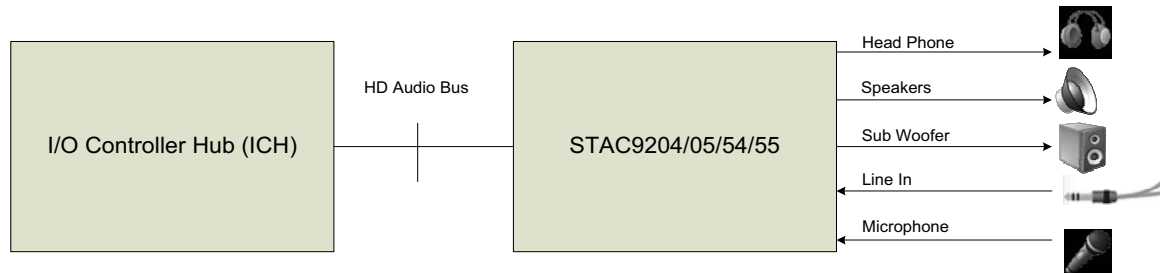 I/O Controller Hub (ICH)
HD Audio Bus
STAC9204/05/54/55
Head Phone
Speakers
Sub Woofer
Line In
Microphone